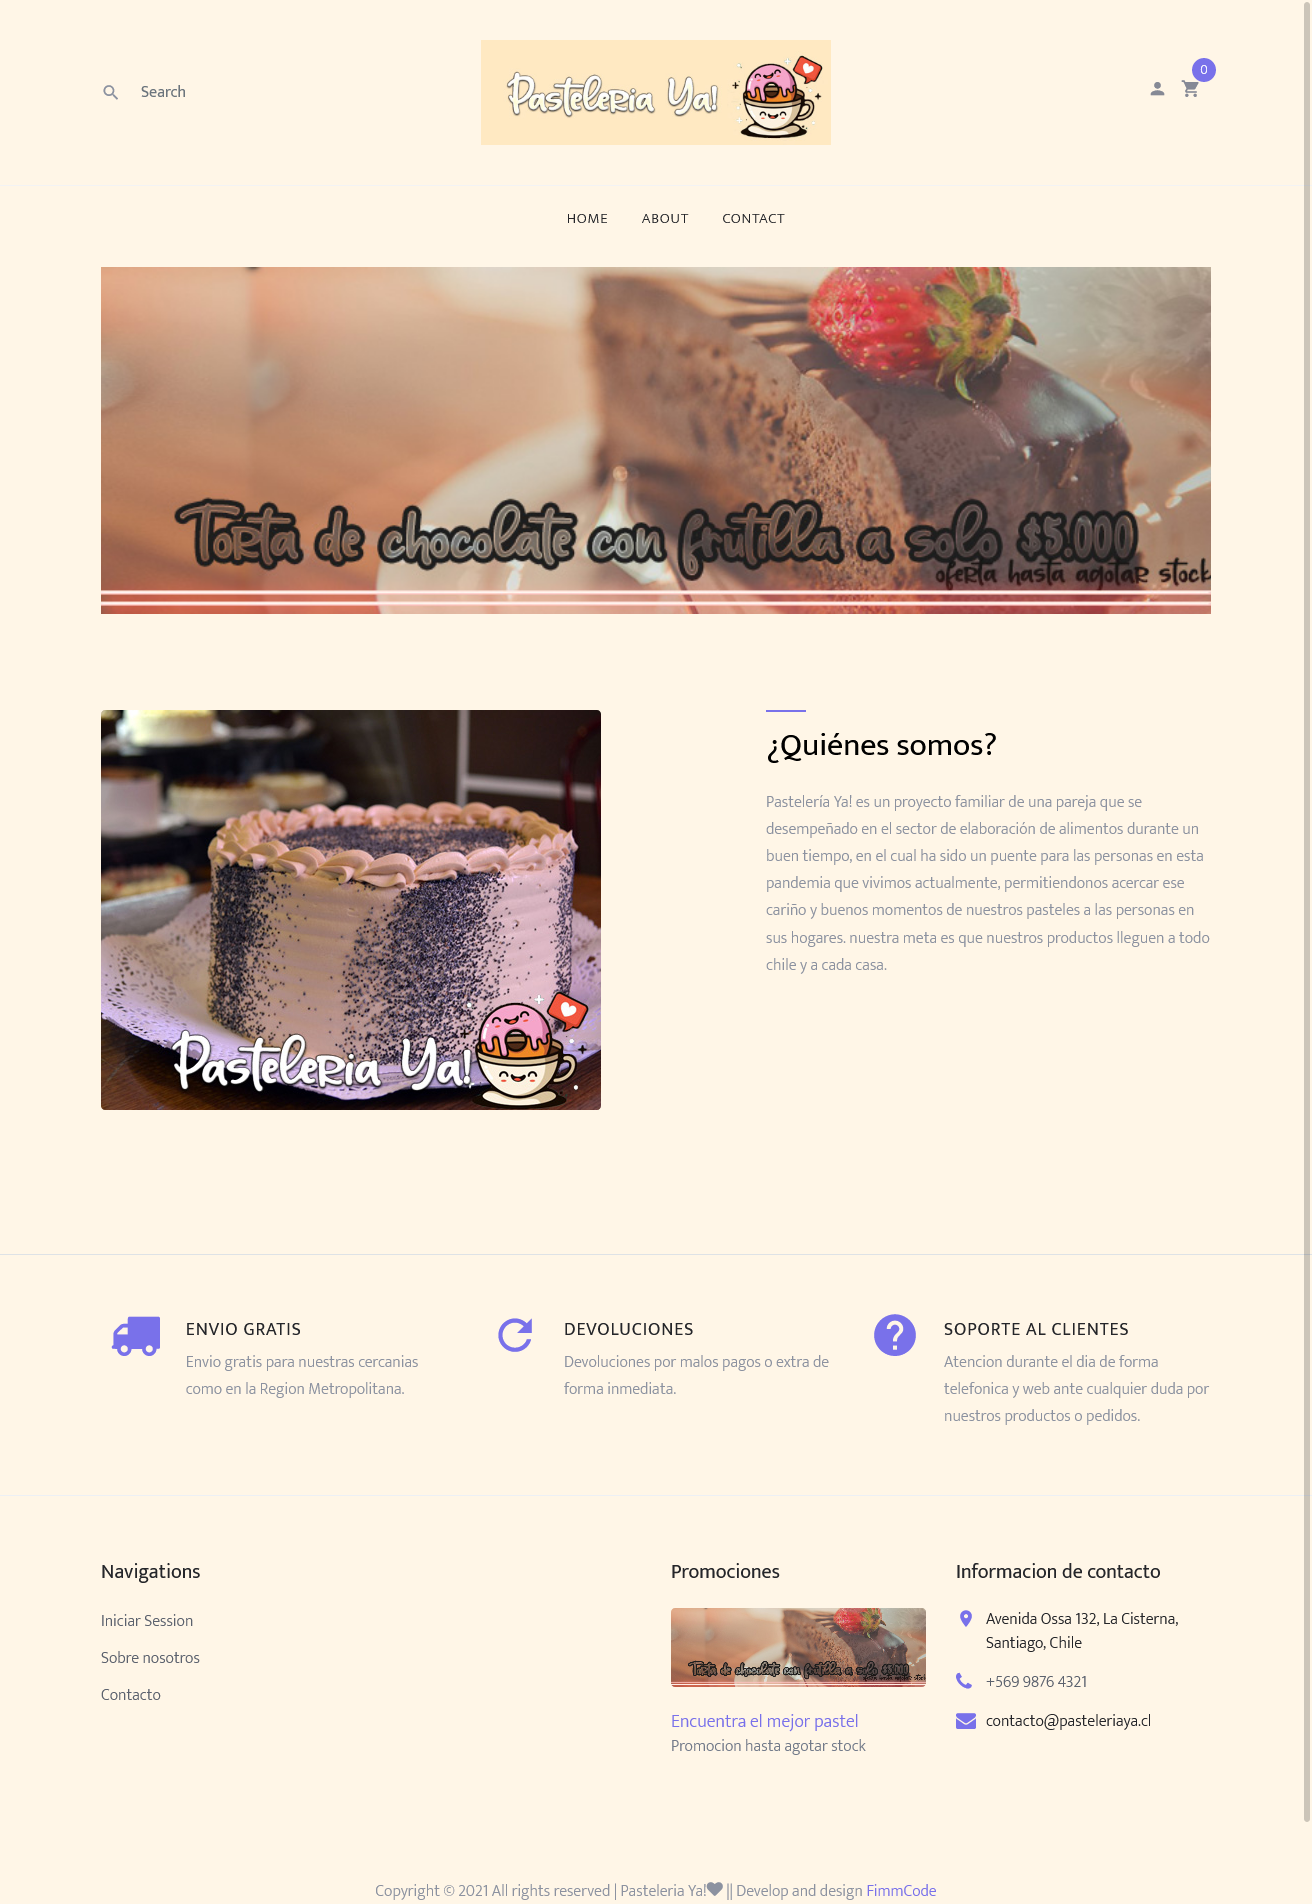 Search
Pasteleria Ya!
0
HOME ABOUT CONTACT
Torta de chocolate con frutilla a solo $5.000
oferta hasta agotar stock
¿Quiénes somos?
Pastelería Ya! es un proyecto familiar de una pareja que se
desempeñado en el sector de elaboración de alimentos durante un
buen tiempo, en el cual ha sido un puente para las personas en esta
pandemia que vivimos actualmente, permitiendonos acercar ese
cariño y buenos momentos de nuestros pasteles a las personas en
sus hogares. nuestra meta es que nuestros productos lleguen a todo
chile y a cada casa.
Pasteleria Ya!
ENVIO GRATIS
Envio gratis para nuestras cercanias
como en la Region Metropolitana.
DEVOLUCIONES
Devoluciones por malos pagos o extra de
forma inmediata.
SOPORTE AL CLIENTES
Atencion durante el dia de forma
telefonica y web ante cualquier duda por
nuestros productos o pedidos.
Navigations
Iniciar Session
Sobre nosotros
Contacto
Promociones
Torta de chocolate con frutilla a solo $5.000
oferta hasta agotar stock
Encuentra el mejor pastel
Promocion hasta agotar stock
Informacion de contacto
Avenida Ossa 132, La Cisterna,
Santiago, Chile
+569 9876 4321
contacto@pasteleriaya.cl
Copyright © 2021 All rights reserved | Pasteleria Ya! || Develop and design FimmCode